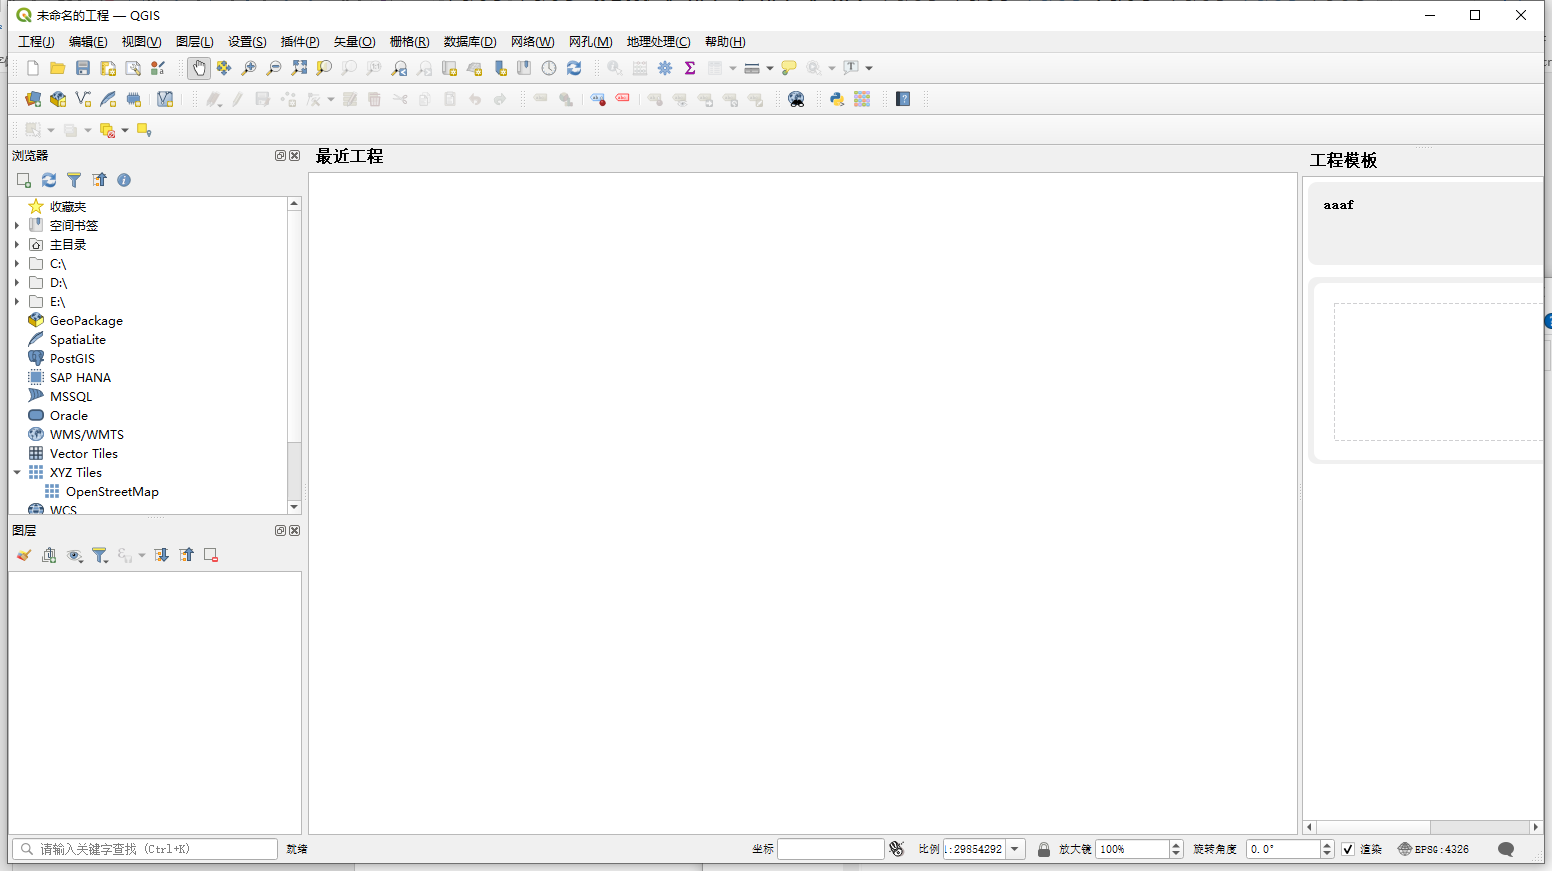 未命名的工程 — QGIS
工程(J) 编辑(E) 视图(V) 图层(L) 设置(S) 插件(P) 矢量(O) 栅格(R) 数据库(D) 网络(W) 网孔(M) 地理处理(C) 帮助(H)
浏览器
收藏夹
空间书签
主目录
C:\
D:\
E:\
GeoPackage
SpatiaLite
PostGIS
SAP HANA
MSSQL
Oracle
WMS/WMTS
Vector Tiles
XYZ Tiles
OpenStreetMap
WCS
图层
最近工程
工程模板
aaaf
请输入关键字查找 (Ctrl+K)
就绪
坐标
比例 1:29854292
放大镜 100%
旋转角度 0.0°
渲染
EPSG:4326